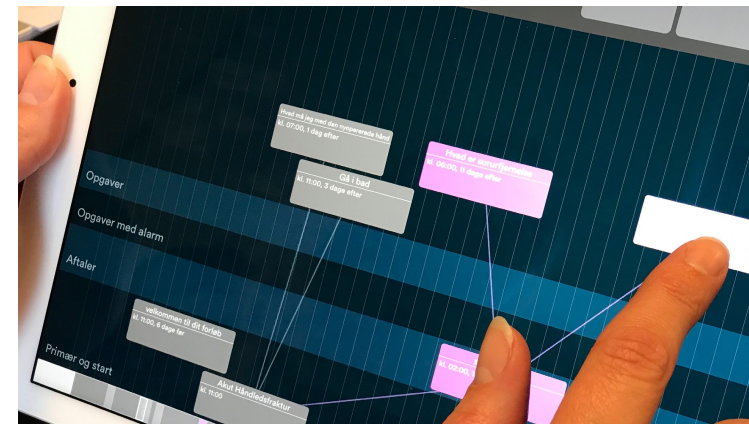 Hvad må jeg med den nyopererede hånd
kl. 07:00, 1 dag efter
Gå i bad
kl. 11:00, 3 dage efter
Hvad er suturfjernelse
kl. 08:00, 11 dage efter
Opgaver
Opgaver med alarm
Aftaler
velkommen til dit forløb
kl. 11:00, 6 dage før
Primær og start
Akut Håndledsfraktur
kl. 11:00
kl. 02:00,